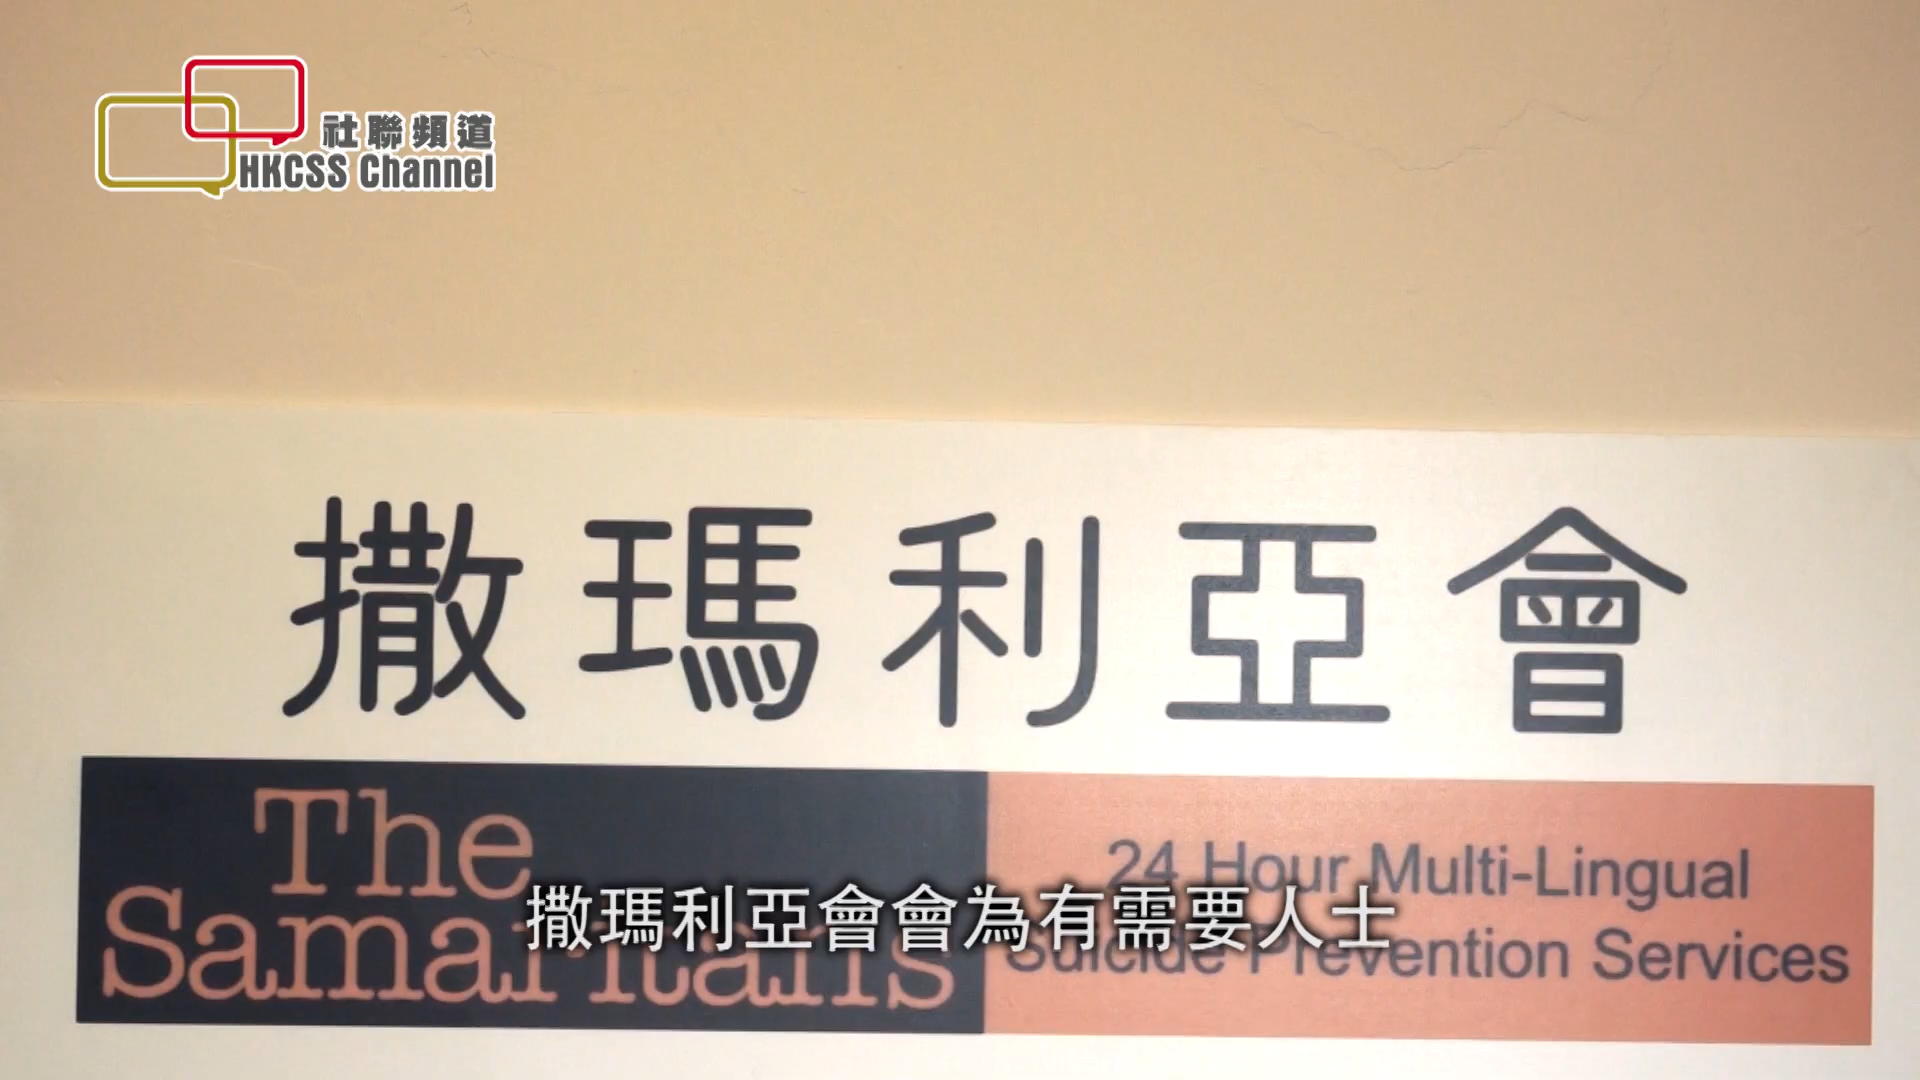 社聯頻道
HKCSS Channel
撒瑪利亞會
The
Samaritans
24 Hour Multi-Lingual
Suicide Prevention Services
撒瑪利亞會會為有需要人士